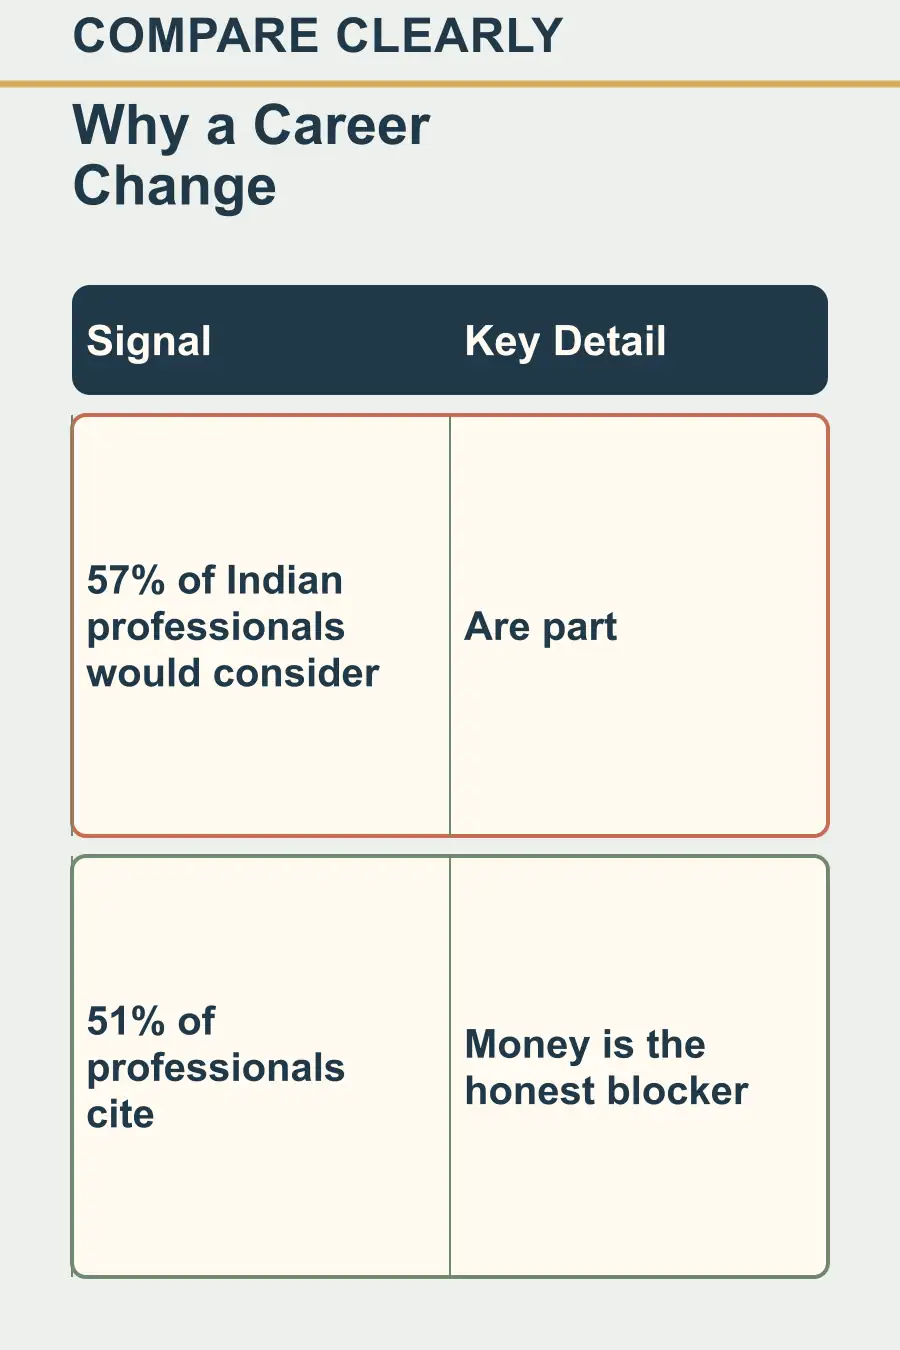 COMPARE CLEARLY
Why a Career
Change
Signal
Key Detail
57% of Indian
professionals
would consider
Are part
51% of
professionals
cite
Money is the
honest blocker